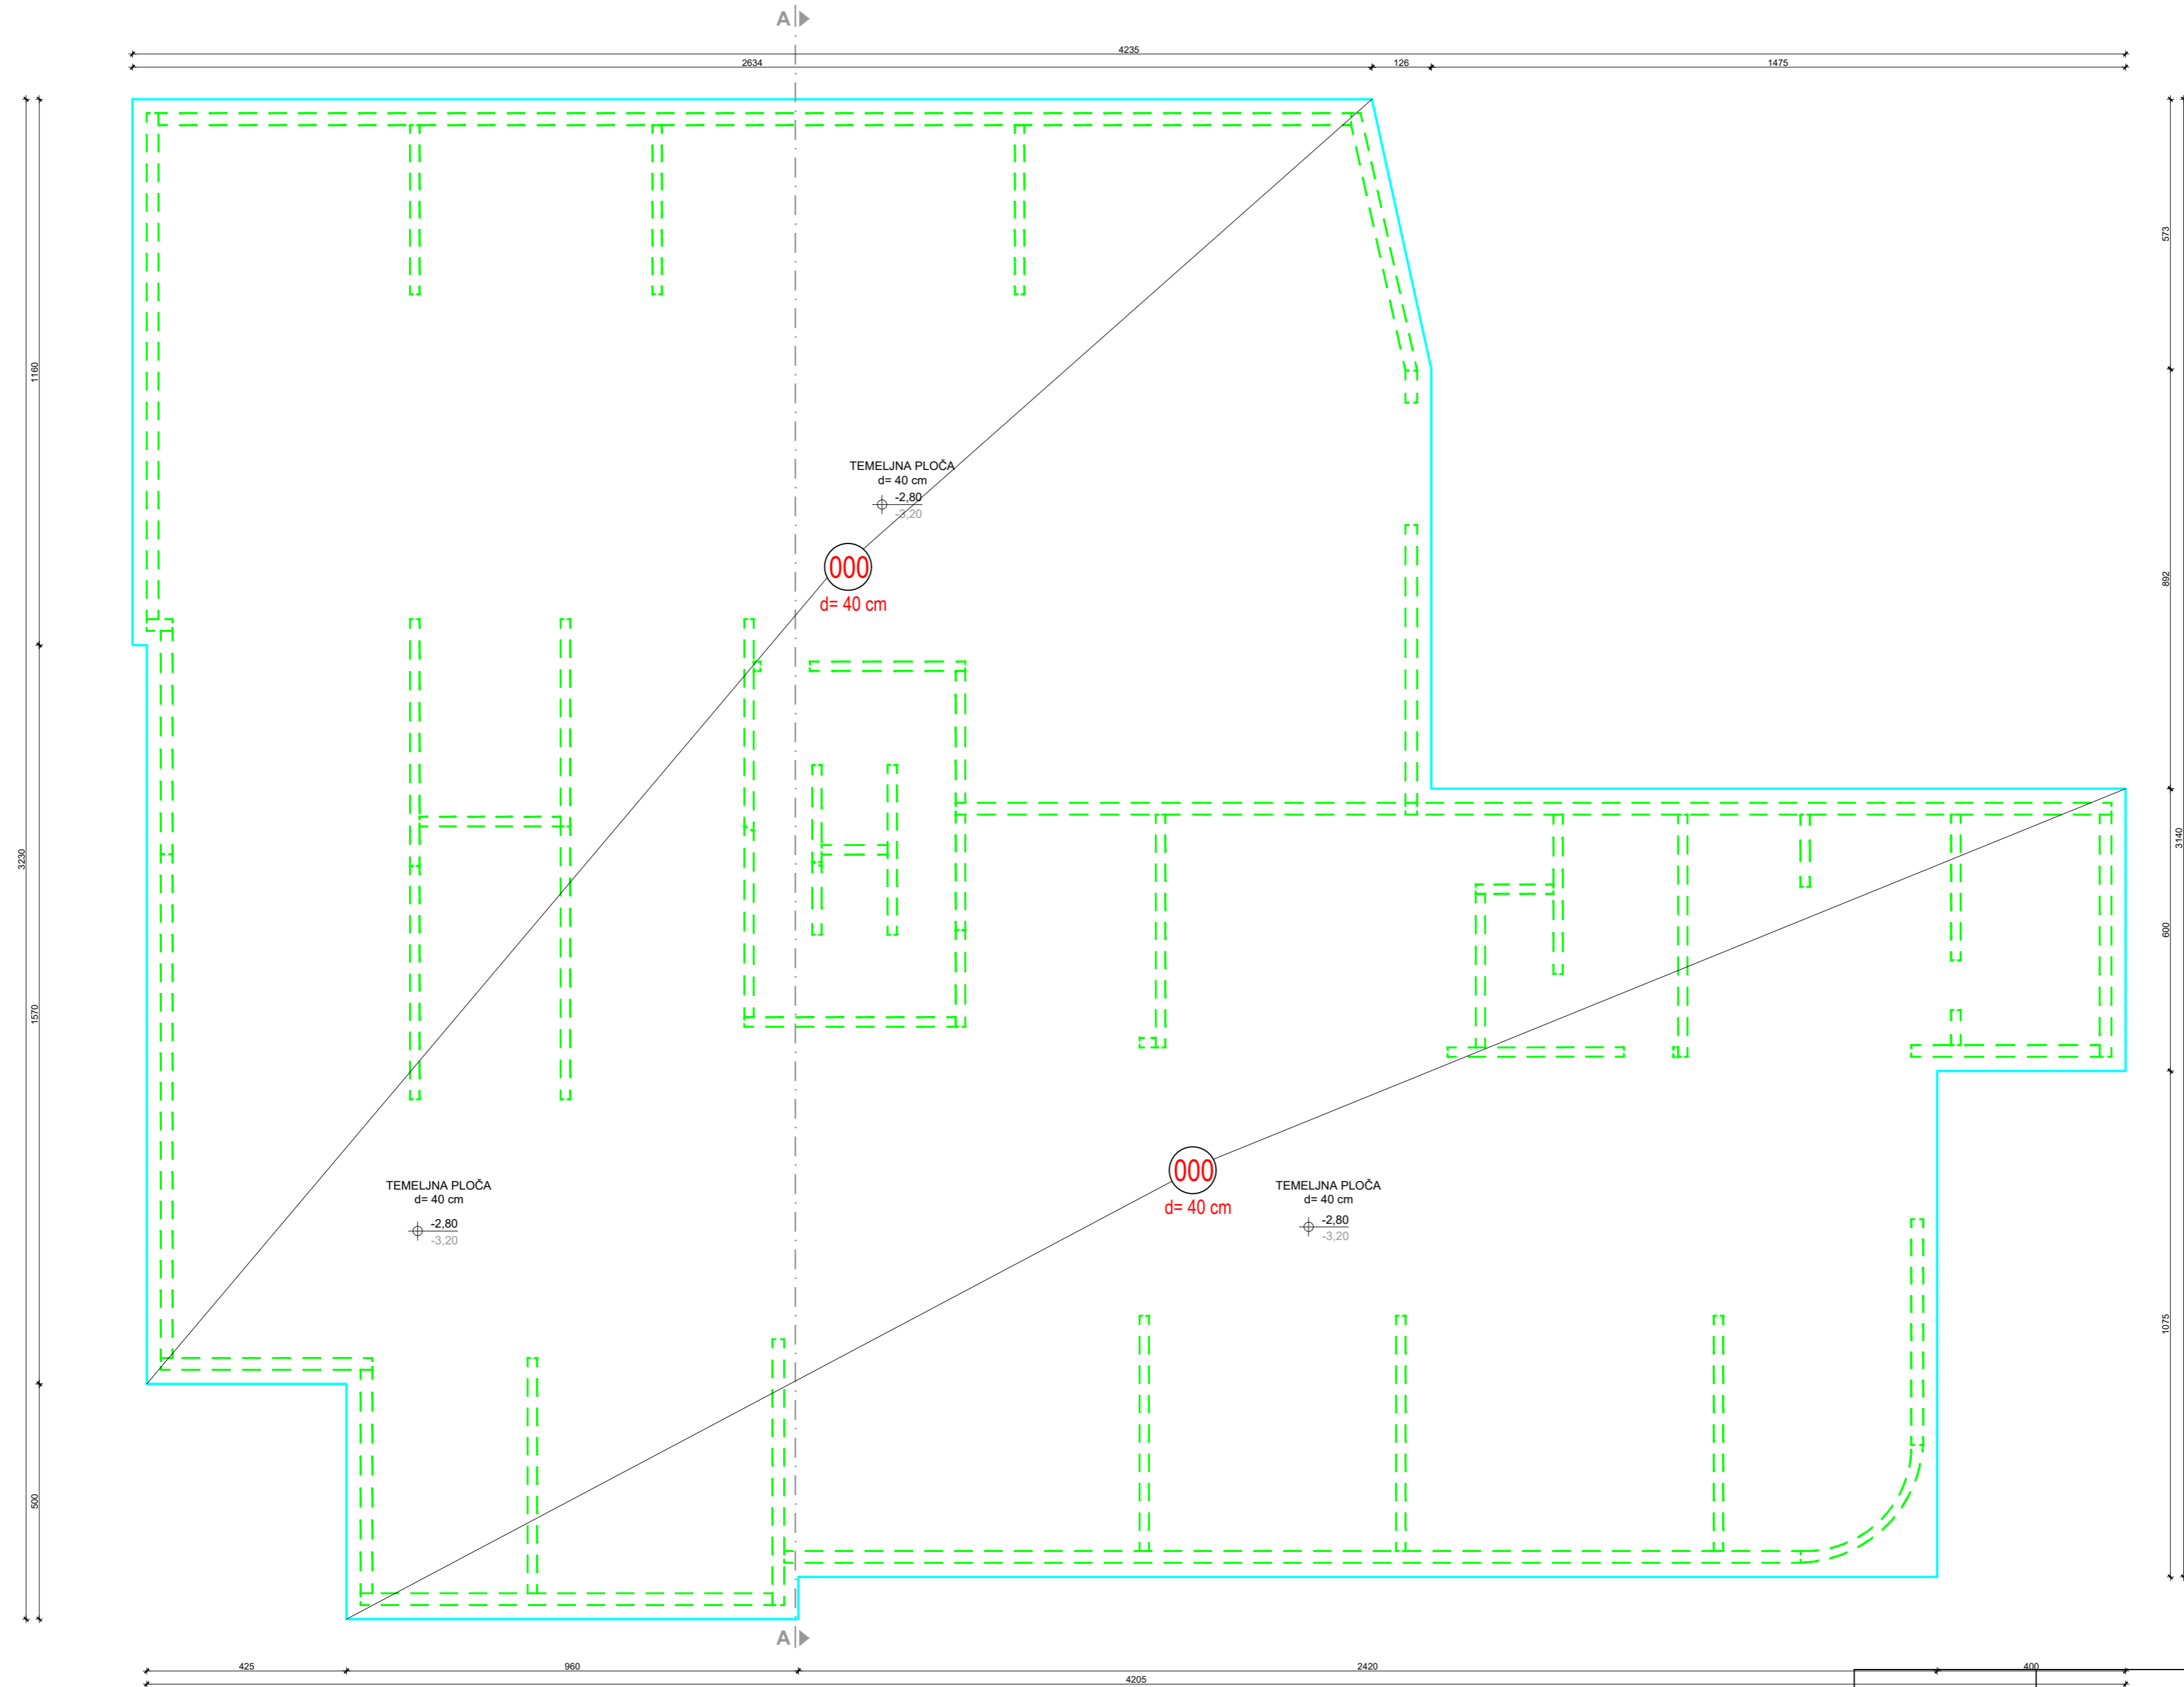 A
4235
2634
126
1475
573
1160
TEMELJNA PLOČA
d= 40 cm
-2,80
-3,20
000
d= 40 cm
892
3230
3140
600
1570
TEMELJNA PLOČA
d= 40 cm
-2,80
-3,20
000
d= 40 cm
TEMELJNA PLOČA
d= 40 cm
-2,80
-3,20
1075
500
A
425
960
2420
400
4205